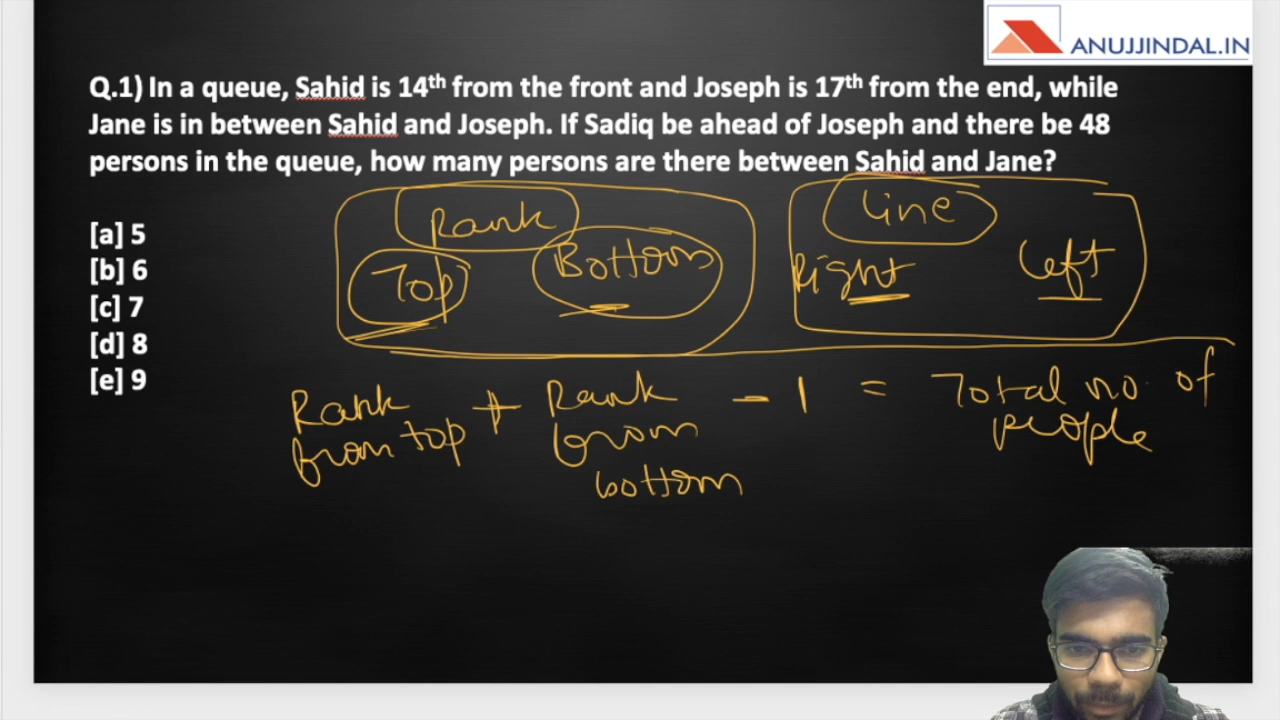 ANUJJINDAL.IN
Q.1) In a queue, Sahid is 14th from the front and Joseph is 17th from the end, while
Jane is in between Sahid and Joseph. If Sadiq be ahead of Joseph and there be 48
persons in the queue, how many persons are there between Sahid and Jane?
[a] 5
[b] 6
[c] 7
[d] 8
[e] 9
Rank
Top Bottom
Line
Right Left
Rank from top + Rank from bottom - 1 = Total no. of people